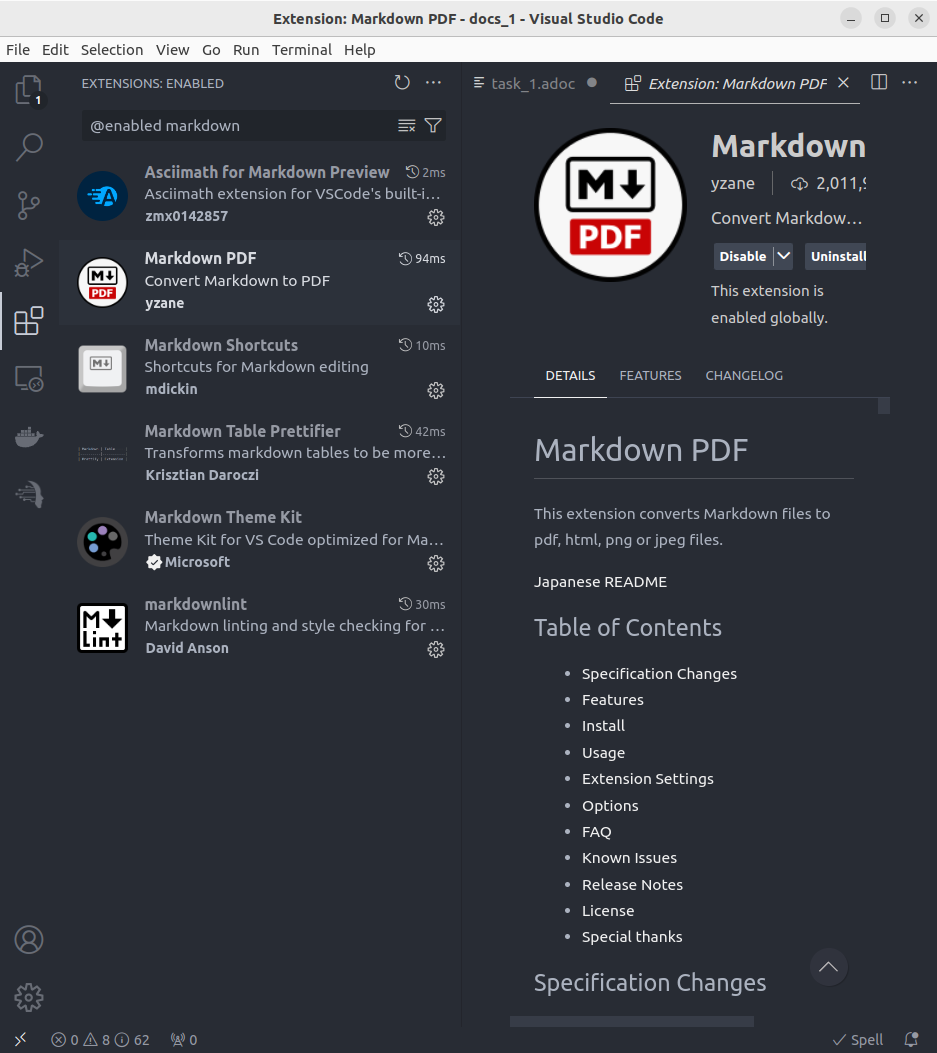 Extension: Markdown PDF - docs_1 - Visual Studio Code
File Edit Selection View Go Run Terminal Help
1
EXTENSIONS: ENABLED
@enabled markdown
Asciimath for Markdown Preview 2ms
Asciimath extension for VSCode's built-i…
zmx0142857
Markdown PDF 94ms
Convert Markdown to PDF
yzane
Markdown Shortcuts 10ms
Shortcuts for Markdown editing
mdickin
Markdown Table Prettifier 42ms
Transforms markdown tables to be more…
Krisztian Daroczi
Markdown Theme Kit
Theme Kit for VS Code optimized for Ma…
Microsoft
M Lint
markdownlint 30ms
Markdown linting and style checking for …
David Anson
task_1.adoc
Extension: Markdown PDF
M PDF
Markdown
yzane 2,011,9
Convert Markdow…
Disable Uninstall
This extension is
enabled globally.
DETAILS FEATURES CHANGELOG
Markdown PDF
This extension converts Markdown files to
pdf, html, png or jpeg files.
Japanese README
Table of Contents
Specification Changes
Features
Install
Usage
Extension Settings
Options
FAQ
Known Issues
Release Notes
License
Special thanks
Specification Changes
0 8 62 0
Spell